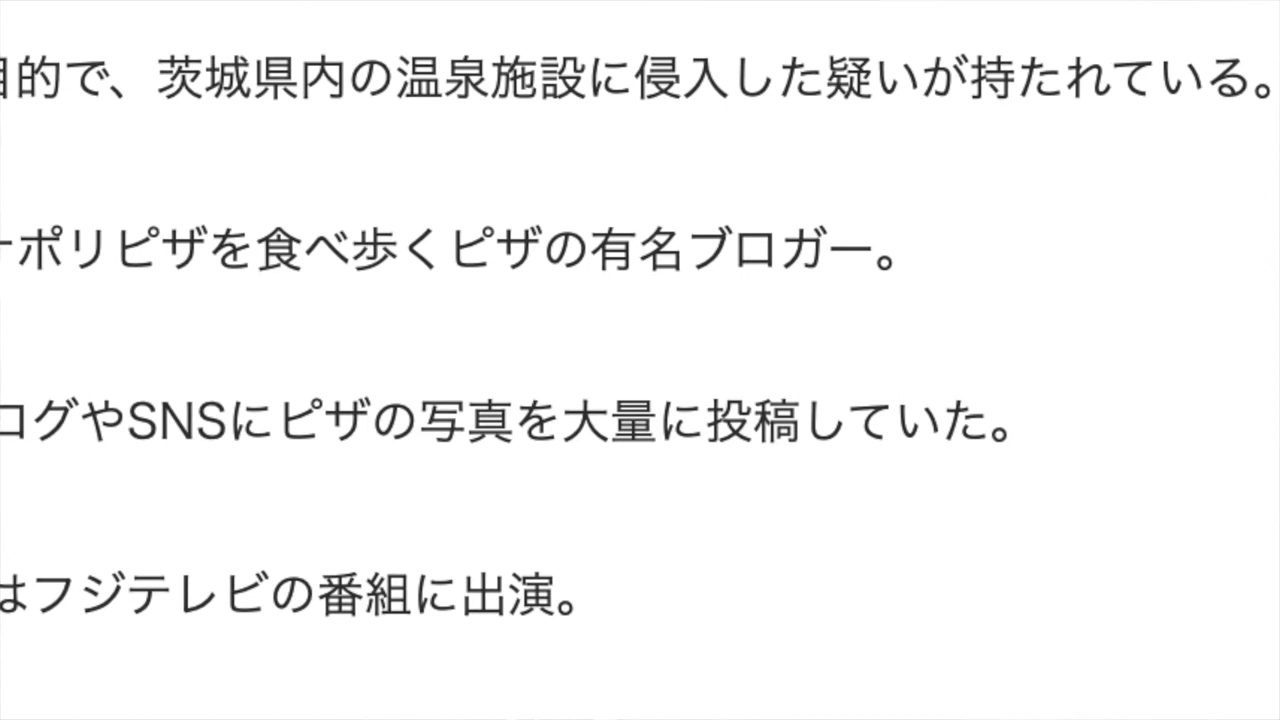 目的で、茨城県内の温泉施設に侵入した疑いが持たれている。
ナポリピザを食べ歩くピザの有名ブロガー。
ログやSNSにピザの写真を大量に投稿していた。
はフジテレビの番組に出演。